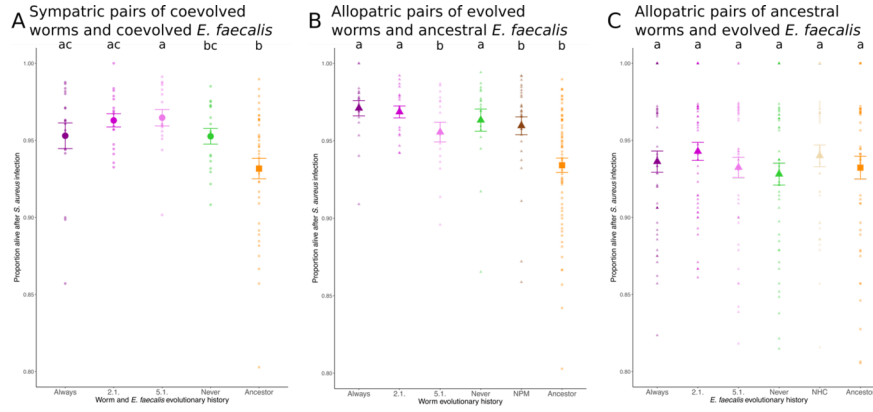 A Sympatric pairs of coevolved
worms and coevolved E. faecalis
ac ac a bc b
1.00
0.95
0.90
0.85
0.80
Proportion alive after S. aureus infection
Always 2.1. 5.1. Never Ancestor
Worm and E. faecalis evolutionary history
B Allopatric pairs of evolved
worms and ancestral E. faecalis
a a b a b b
1.00
0.95
0.90
0.85
0.80
Proportion alive after S. aureus infection
Always 2.1. 5.1. Never NPM Ancestor
Worm evolutionary history
C Allopatric pairs of ancestral
worms and evolved E. faecalis
a a a a a a
1.00
0.95
0.90
0.85
0.80
Proportion alive after S. aureus infection
Always 2.1. 5.1. Never NHC Ancestor
E. faecalis evolutionary history